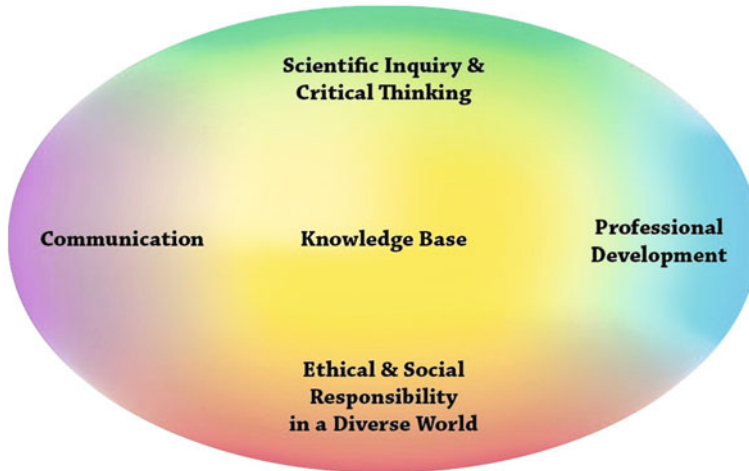 Scientific Inquiry &
Critical Thinking
Communication
Knowledge Base
Professional
Development
Ethical & Social
Responsibility
in a Diverse World